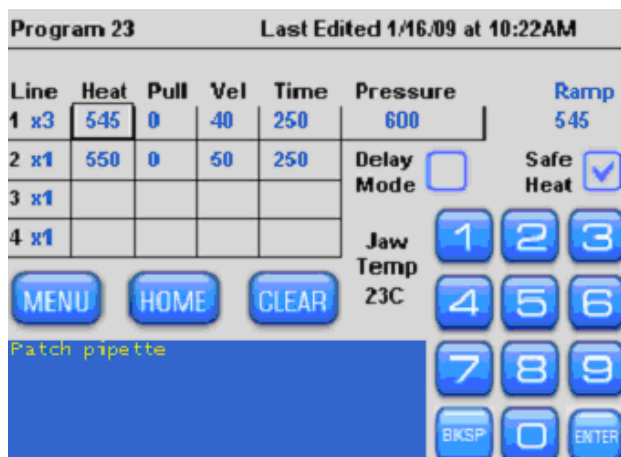 Program 23 Last Edited 1/16/09 at 10:22AM
Line Heat Pull Vel Time Pressure Ramp
1 x3 545 0 40 250 600 545
2 x1 550 0 50 250 Delay Mode Safe Heat
3 x1
4 x1
Jaw Temp 23C
1 2 3
MENU HOME CLEAR
4 5 6
Patch pipette
7 8 9
BKSP 0 ENTER